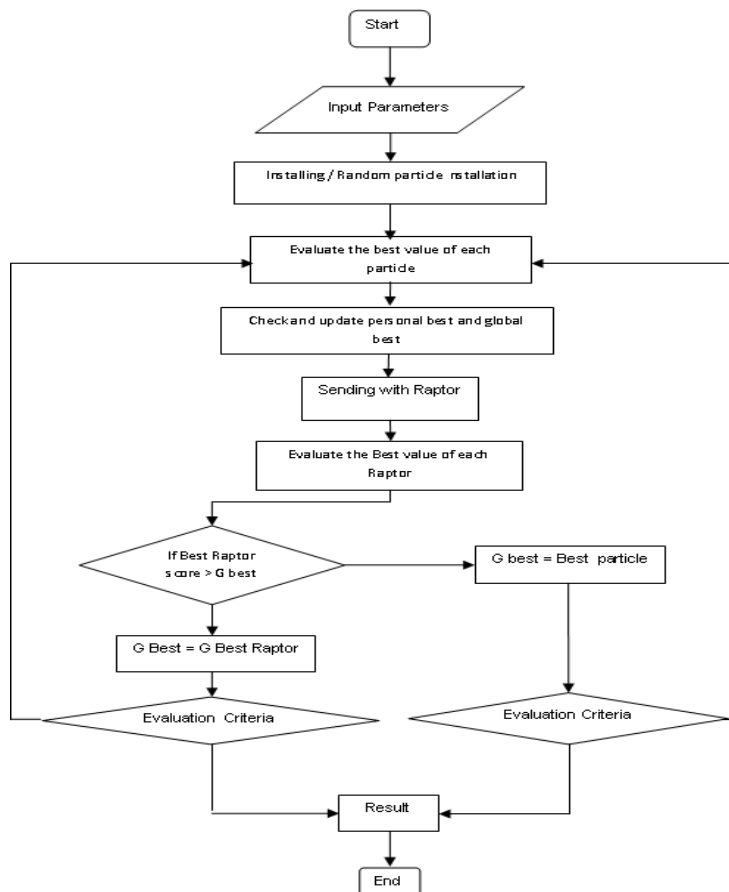 Start
Input Parameters
Installing / Random particle nstallation
Evaluate the best value of each
particle
Check and update personal best and global
best
Sending with Raptor
Evaluate the Best value of each
Raptor
If Best Raptor
score > G best
G best = Best particle
G Best = G Best Raptor
Evaluation Criteria
Evaluation Criteria
Result
End